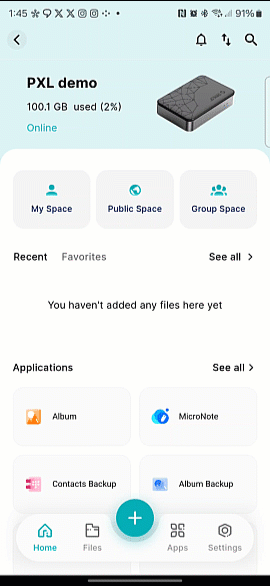 1:45
91%
PXL demo
100.1 GB used (2%)
Online
My Space
Public Space
Group Space
Recent
Favorites
See all
You haven't added any files here yet
Applications
See all
Album
MicroNote
Contacts Backup
Album Backup
Home
Files
Apps
Settings